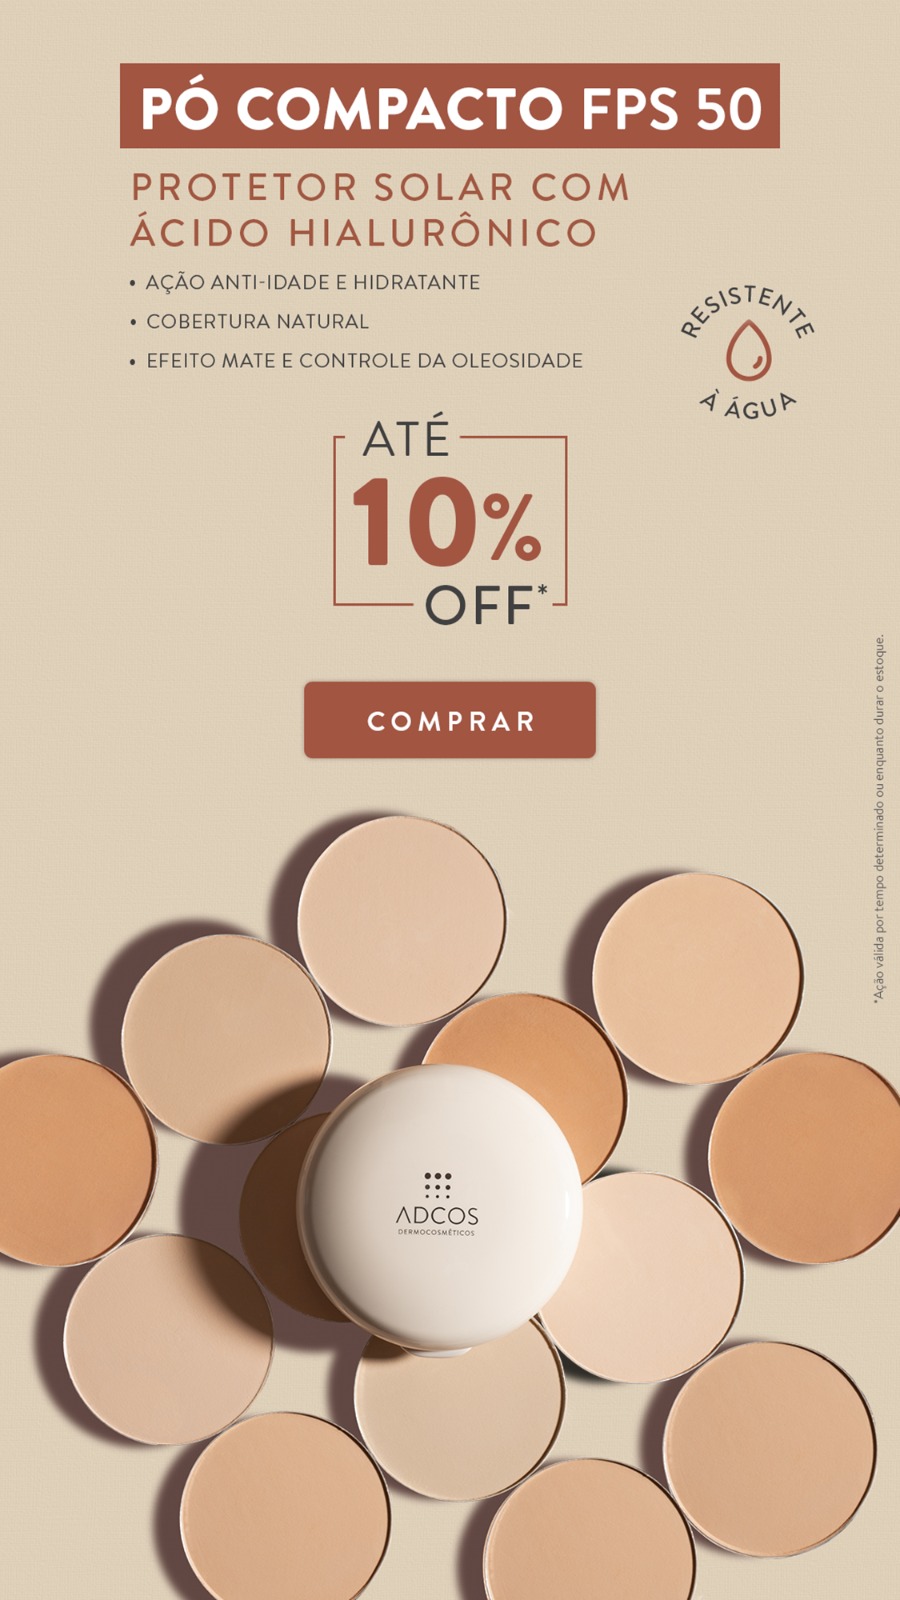 PÓ COMPACTO FPS 50
PROTETOR SOLAR COM
ÁCIDO HIALURÔNICO
• AÇÃO ANTI-IDADE E HIDRATANTE
• COBERTURA NATURAL
• EFEITO MATE E CONTROLE DA OLEOSIDADE
RESISTENTE
À ÁGUA
ATÉ
10%
OFF*
COMPRAR
*Ação válida por tempo determinado ou enquanto durar o estoque.
ADCOS
DERMOCOSMÉTICOS